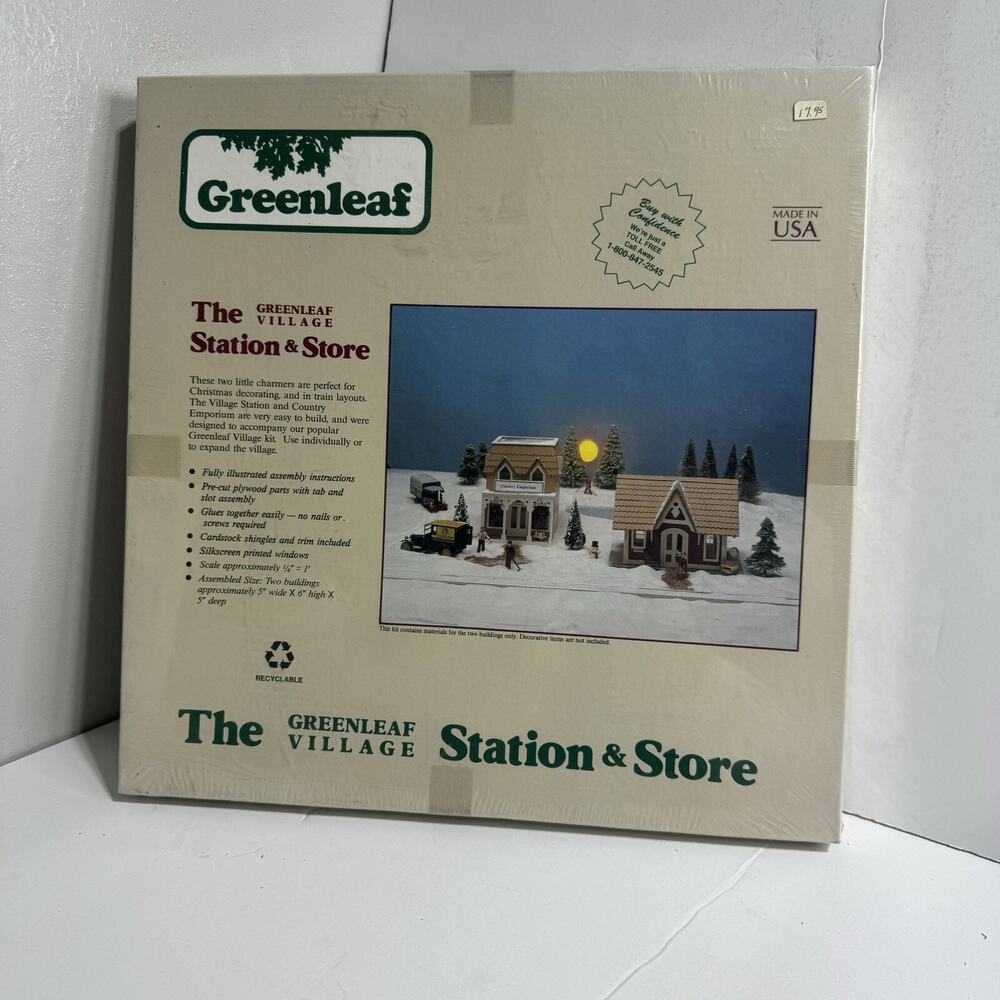 17.95
Greenleaf
Buy with
Confidence
We're just a
TOLL FREE
Call Away
1-800-847-2545
MADE IN
USA
The GREENLEAF
VILLAGE
Station & Store
These two little charmers are perfect for
Christmas decorating, and in train layouts.
The Village Station and Country
Emporium are very easy to build, and were
designed to accompany our popular
Greenleaf Village kit. Use individually or
to expand the village.
● Fully illustrated assembly instructions
● Pre-cut plywood parts with tab and
slot assembly
● Glues together easily — no nails or
screws required
● Cardstock shingles and trim included
● Silkscreen printed windows
● Scale approximately ¼" = 1'
● Assembled Size: Two buildings
approximately 5" wide X 6" high X
5" deep
Country Emporium
This kit contains materials for the two buildings only. Decorative items are not included.
RECYCLABLE
The GREENLEAF
VILLAGE Station & Store